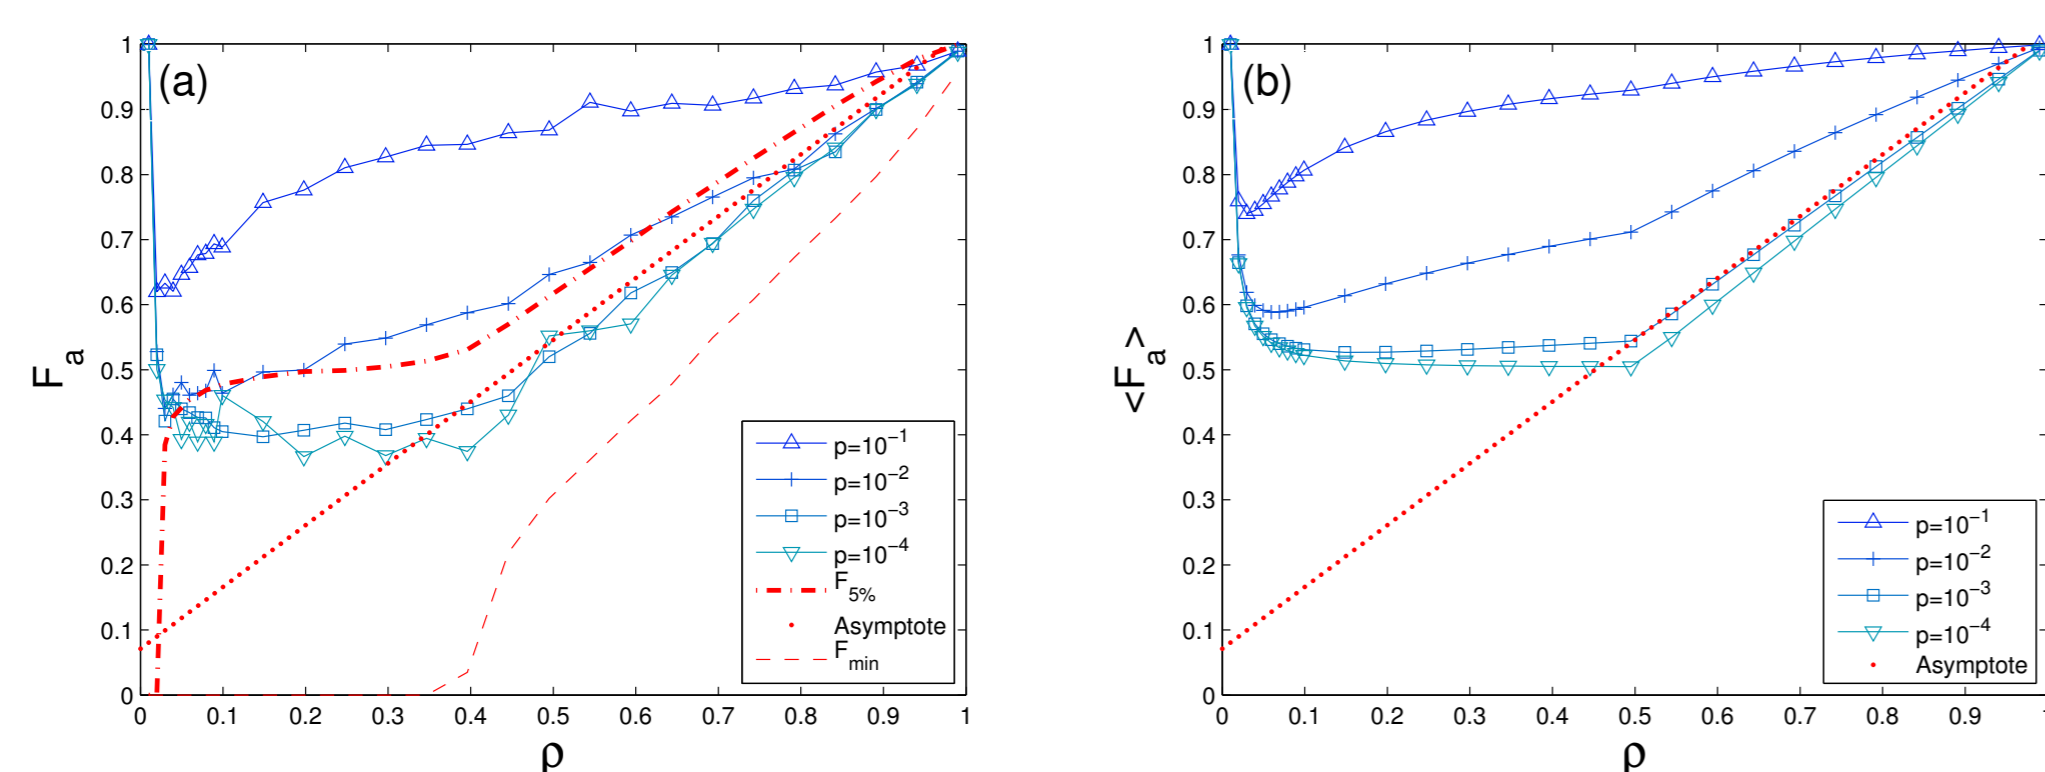 (a)
F_a
1
0.9
0.8
0.7
0.6
0.5
0.4
0.3
0.2
0.1
0
0 0.1 0.2 0.3 0.4 0.5 0.6 0.7 0.8 0.9 1
ρ
p=10^-1
p=10^-2
p=10^-3
p=10^-4
F_5%
Asymptote
F_min
(b)
<F_a>
1
0.9
0.8
0.7
0.6
0.5
0.4
0.3
0.2
0.1
0
0 0.1 0.2 0.3 0.4 0.5 0.6 0.7 0.8 0.9
ρ
p=10^-1
p=10^-2
p=10^-3
p=10^-4
Asymptote